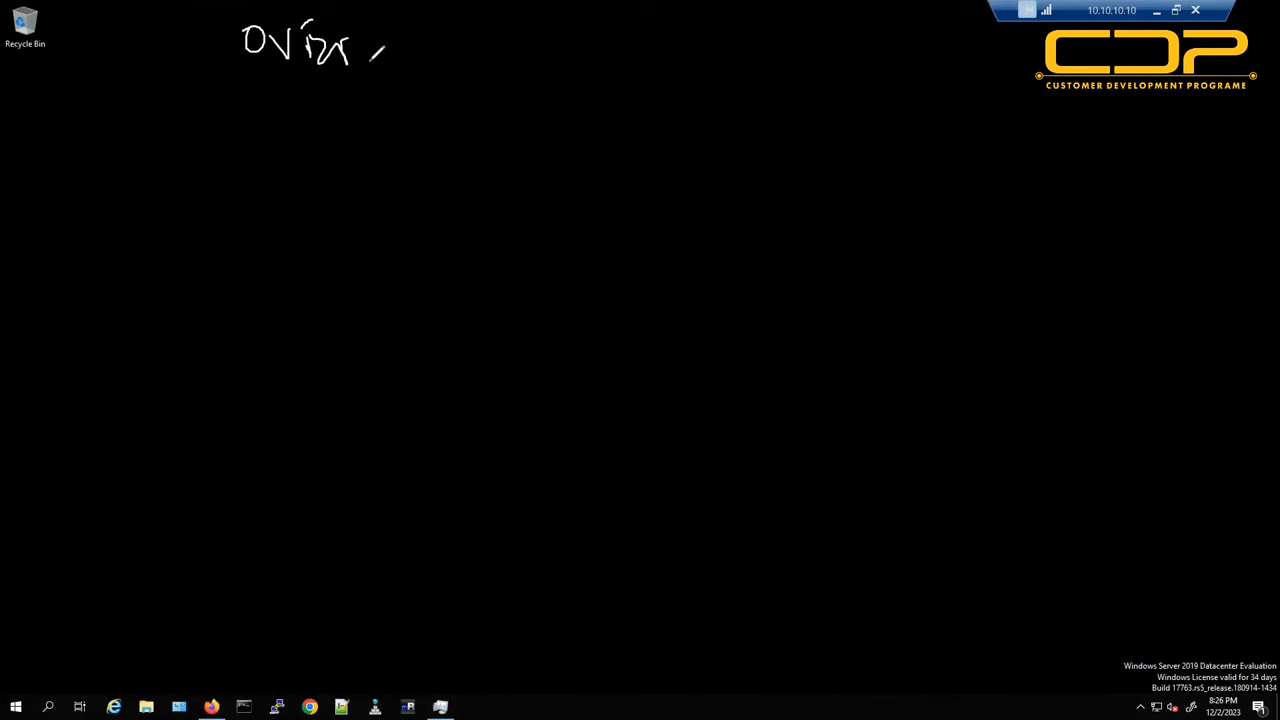 OVirt
10.10.10.10
CDP
CUSTOMER DEVELOPMENT PROGRAME
Recycle Bin
Windows Server 2019 Datacenter Evaluation
Windows License valid for 34 days
Build 17763.rs5_release.180914-1434
8:26 PM
12/2/2023